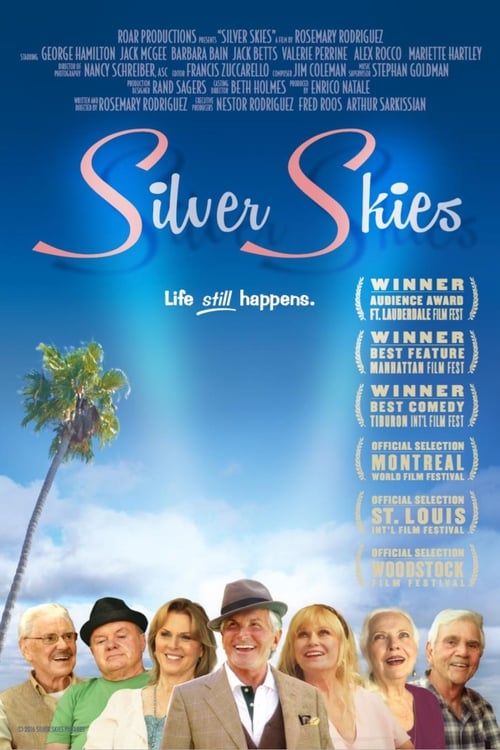 ROAR PRODUCTIONS PRESENTS "SILVER SKIES" A FILM BY ROSEMARY RODRIGUEZ
STARRING GEORGE HAMILTON JACK MCGEE BARBARA BAIN JACK BETTS VALERIE PERRINE ALEX ROCCO MARIETTE HARTLEY
DIRECTOR OF PHOTOGRAPHY NANCY SCHREIBER, ASC EDITOR FRANCIS ZUCCARELLO COMPOSER JIM COLEMAN MUSIC SUPERVISOR STEPHAN GOLDMAN
PRODUCTION DESIGNER RAND SAGERS CASTING DIRECTOR BETH HOLMES PRODUCED BY ENRICO NATALE
WRITTEN AND DIRECTED BY ROSEMARY RODRIGUEZ EXECUTIVE PRODUCERS NESTOR RODRIGUEZ FRED ROOS ARTHUR SARKISSIAN
Silver Skies
Life still happens.
WINNER
AUDIENCE AWARD
FT. LAUDERDALE FILM FEST
WINNER
BEST FEATURE
MANHATTAN FILM FEST
WINNER
BEST COMEDY
TIBURON INT'L FILM FEST
OFFICIAL SELECTION
MONTREAL
WORLD FILM FESTIVAL
OFFICIAL SELECTION
ST. LOUIS
INT'L FILM FESTIVAL
OFFICIAL SELECTION
WOODSTOCK
FILM FESTIVAL
SILVER SKIES